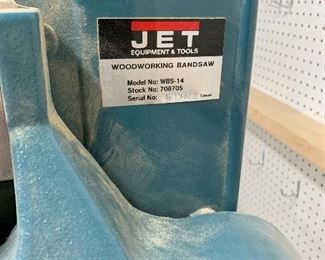 JET
EQUIPMENT & TOOLS
WOODWORKING BANDSAW
Model No: WBS-14
Stock No: 708705
Serial No: Taiwan